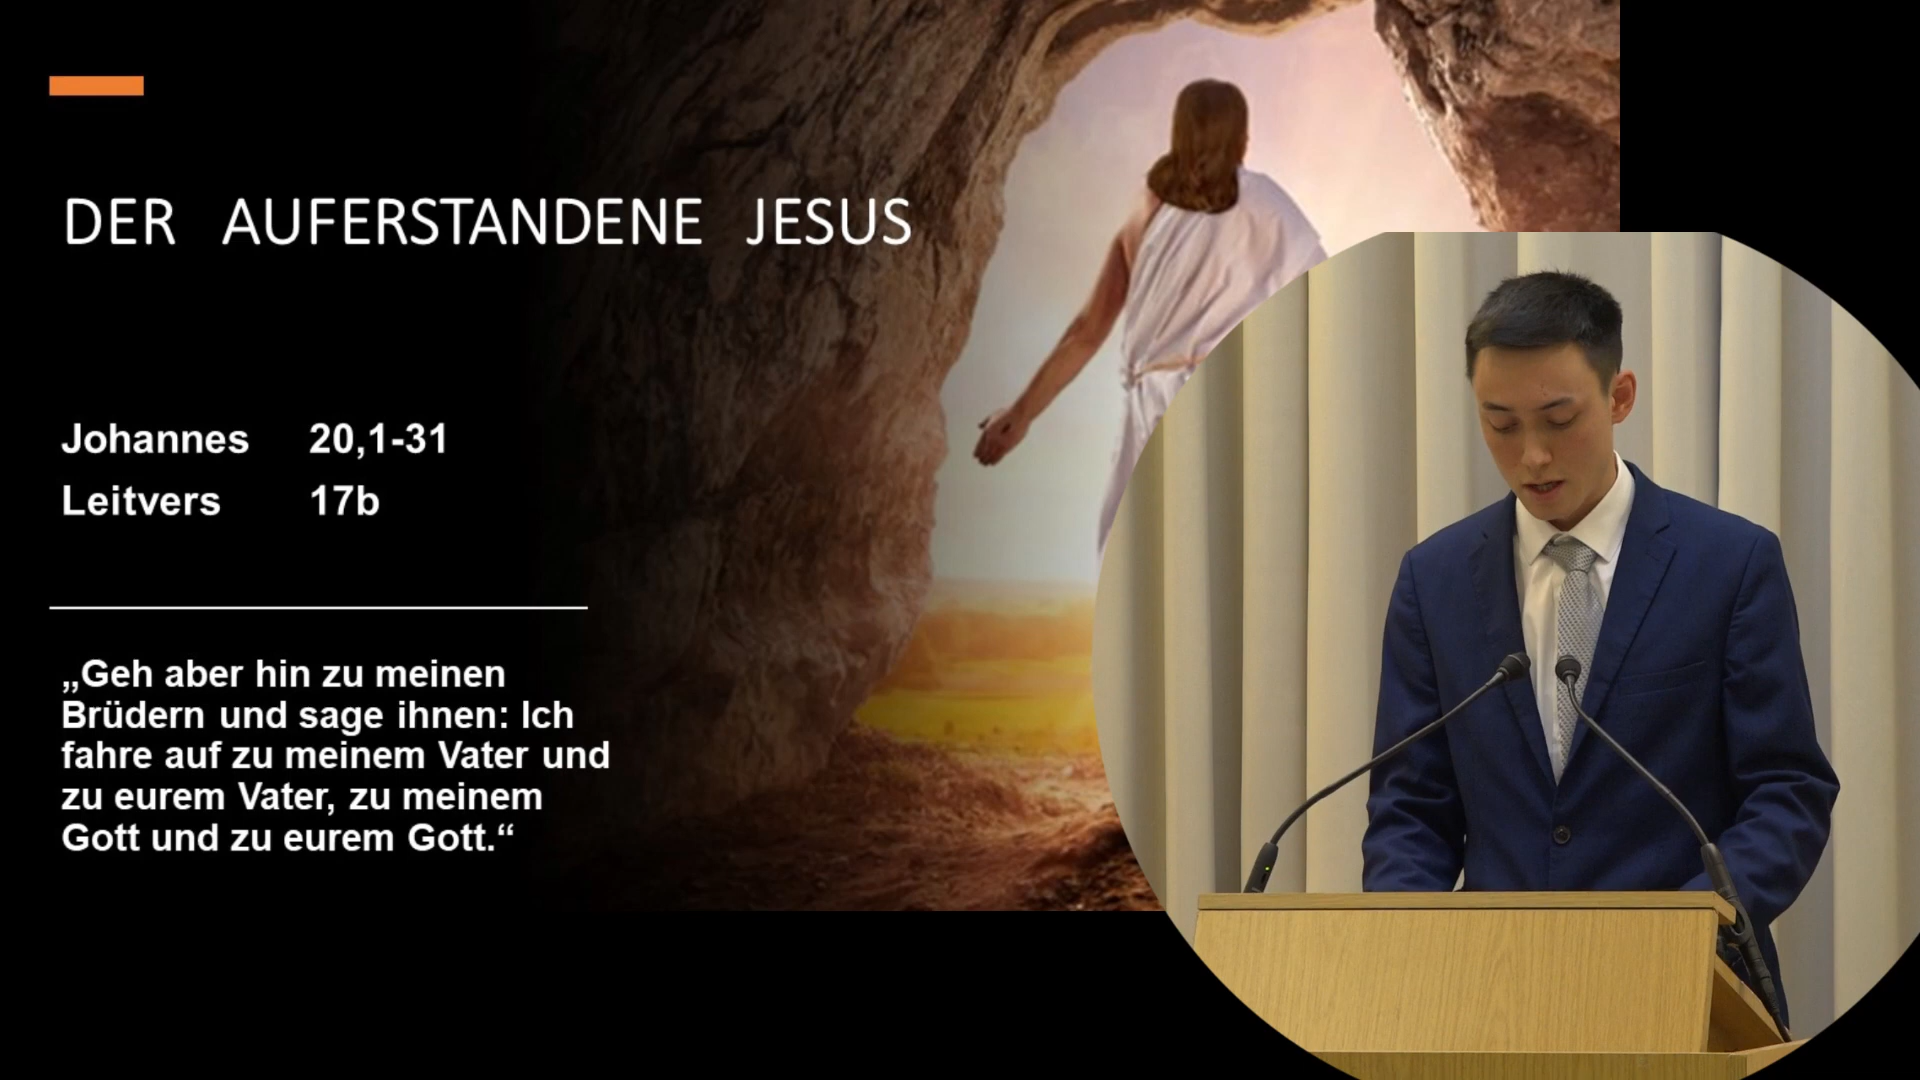 DER AUFERSTANDENE JESUS
Johannes 20,1-31
Leitvers 17b
„Geh aber hin zu meinen
Brüdern und sage ihnen: Ich
fahre auf zu meinem Vater und
zu eurem Vater, zu meinem
Gott und zu eurem Gott.“